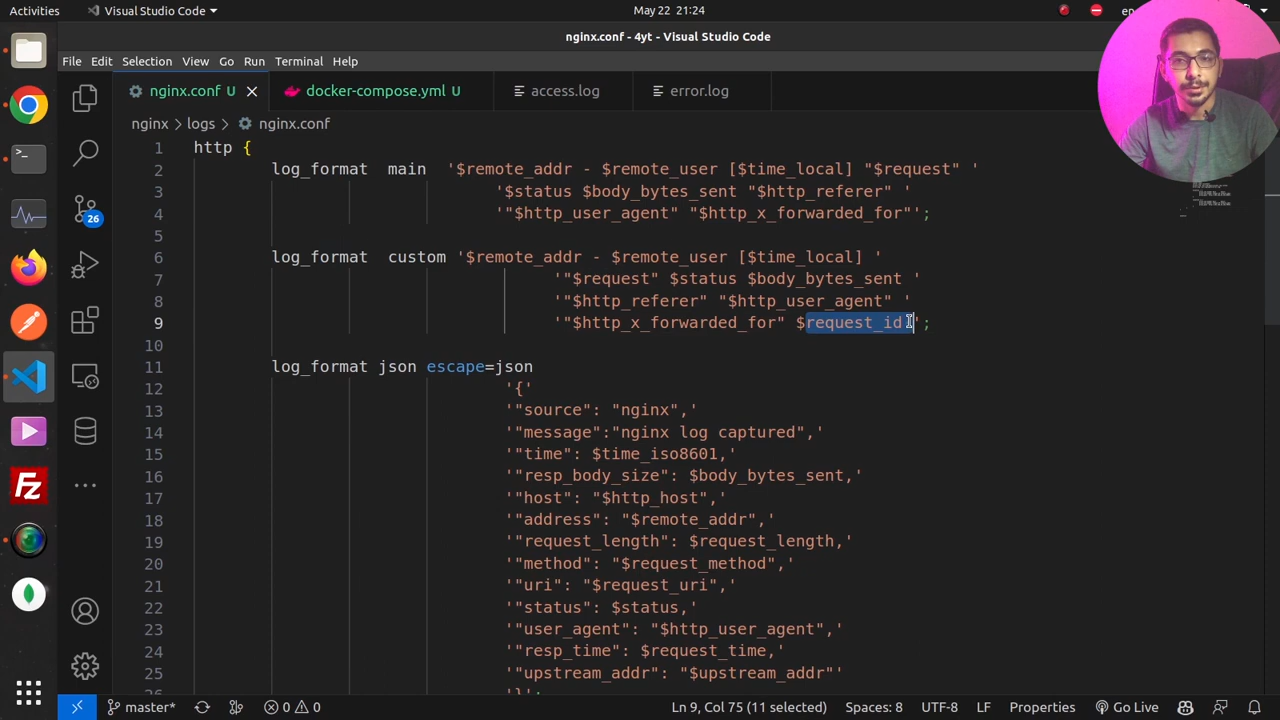 Activities
Visual Studio Code
May 22 21:24
en
nginx.conf - 4yt - Visual Studio Code
File Edit Selection View Go Run Terminal Help
nginx.conf U
docker-compose.yml U
access.log
error.log
nginx > logs > nginx.conf
1 http {
2 log_format main '$remote_addr - $remote_user [$time_local] "$request" '
3 '$status $body_bytes_sent "$http_referer" '
4 '"$http_user_agent" "$http_x_forwarded_for"';
5
6 log_format custom '$remote_addr - $remote_user [$time_local] '
7 '"$request" $status $body_bytes_sent '
8 '"$http_referer" "$http_user_agent" '
9 '"$http_x_forwarded_for" $request_id ';
10
11 log_format json escape=json
12 '{'
13 '"source": "nginx",'
14 '"message":"nginx log captured",'
15 '"time": $time_iso8601,'
16 '"resp_body_size": $body_bytes_sent,'
17 '"host": "$http_host",'
18 '"address": "$remote_addr",'
19 '"request_length": $request_length,'
20 '"method": "$request_method",'
21 '"uri": "$request_uri",'
22 '"status": $status,'
23 '"user_agent": "$http_user_agent",'
24 '"resp_time": $request_time,'
25 '"upstream_addr": "$upstream_addr"'
26 '}';
26
master*
0 0
Ln 9, Col 75 (11 selected)
Spaces: 8
UTF-8
LF
Properties
Go Live